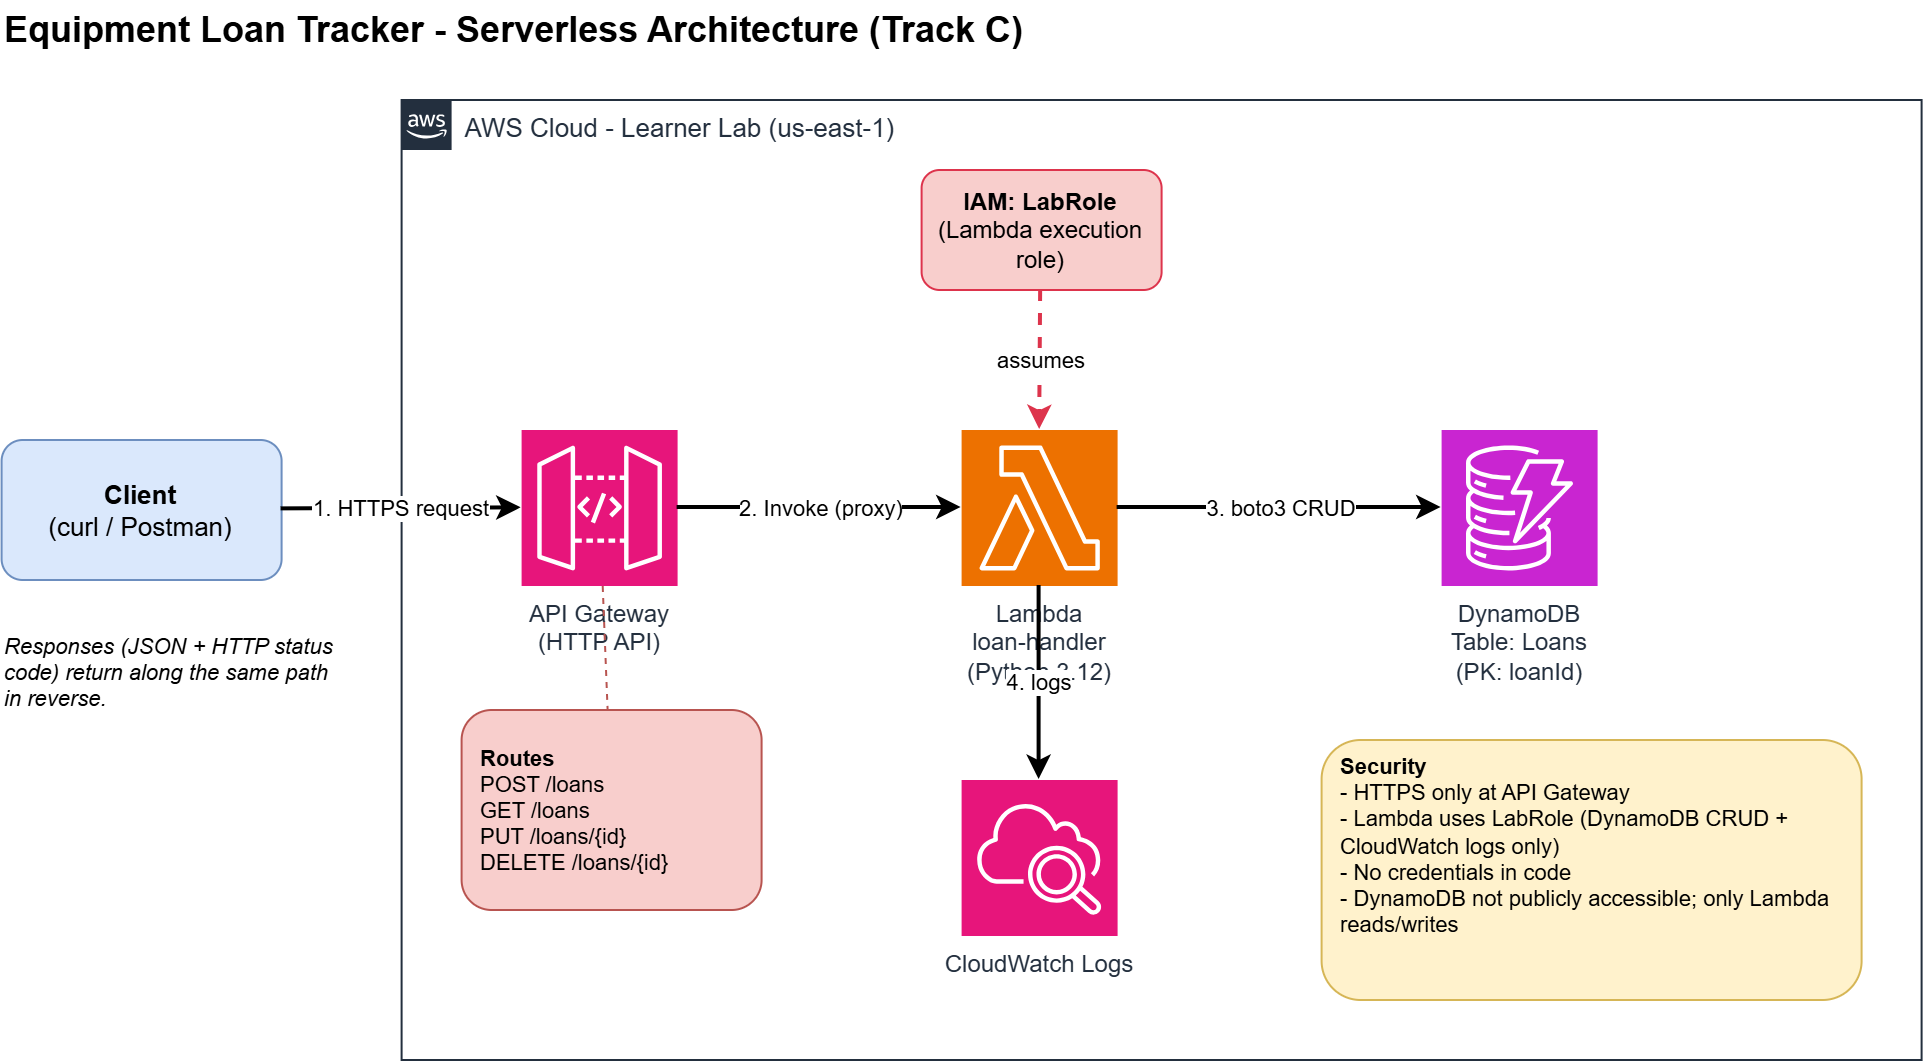 Equipment Loan Tracker - Serverless Architecture (Track C)
aws
AWS Cloud - Learner Lab (us-east-1)
IAM: LabRole
(Lambda execution
role)
assumes
Client
(curl / Postman)
1. HTTPS request
2. Invoke (proxy)
3. boto3 CRUD
API Gateway
(HTTP API)
Lambda
loan-handler
(Python 3.12)
4. logs
DynamoDB
Table: Loans
(PK: loanId)
Responses (JSON + HTTP status
code) return along the same path
in reverse.
Routes
POST /loans
GET /loans
PUT /loans/{id}
DELETE /loans/{id}
CloudWatch Logs
Security
- HTTPS only at API Gateway
- Lambda uses LabRole (DynamoDB CRUD +
CloudWatch logs only)
- No credentials in code
- DynamoDB not publicly accessible; only Lambda
reads/writes